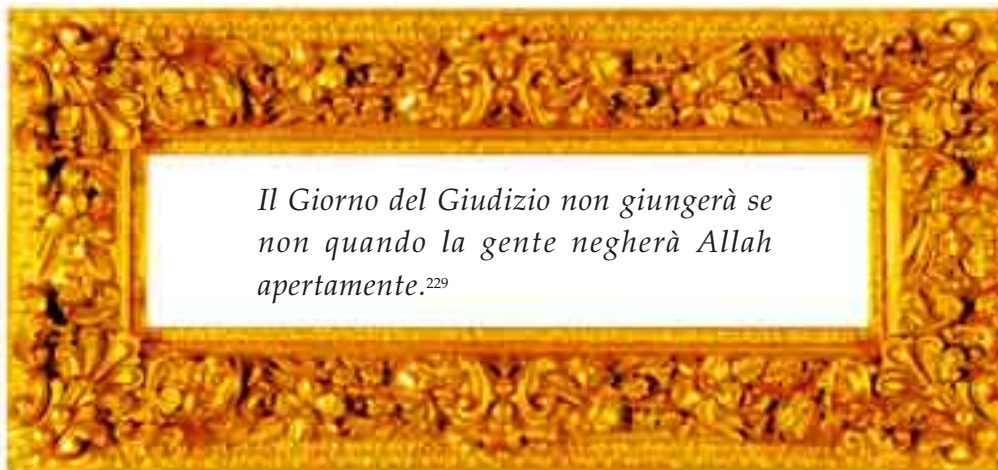 Il Giorno del Giudizio non giungerà se
non quando la gente negherà Allah
apertamente.229